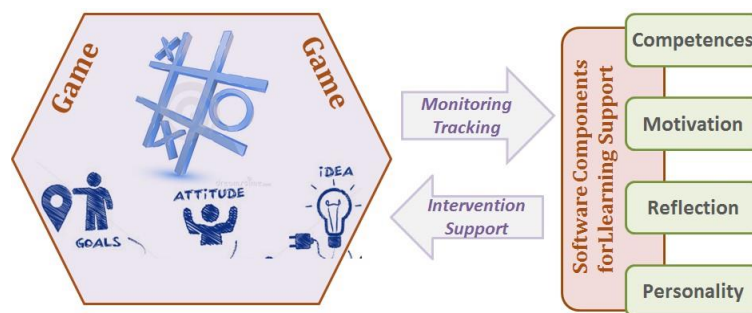 Game
Game
GOALS
ATTITUDE
iDEA
Monitoring
Tracking
Intervention
Support
Software Components
forLlearning Support
Competences
Motivation
Reflection
Personality